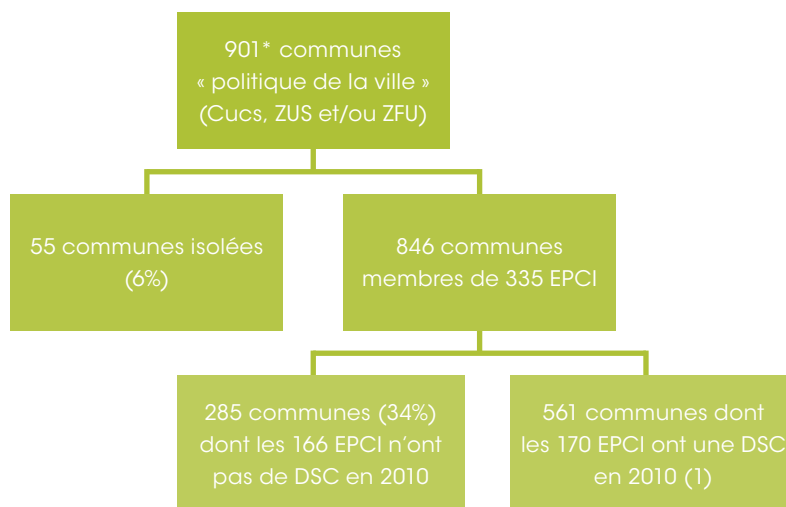 901* communes
« politique de la ville »
(Cucs, ZUS et/ou ZFU)
55 communes isolées
(6%)
846 communes
membres de 335 EPCI
285 communes (34%)
dont les 166 EPCI n’ont
pas de DSC en 2010
561 communes dont
les 170 EPCI ont une DSC
en 2010 (1)